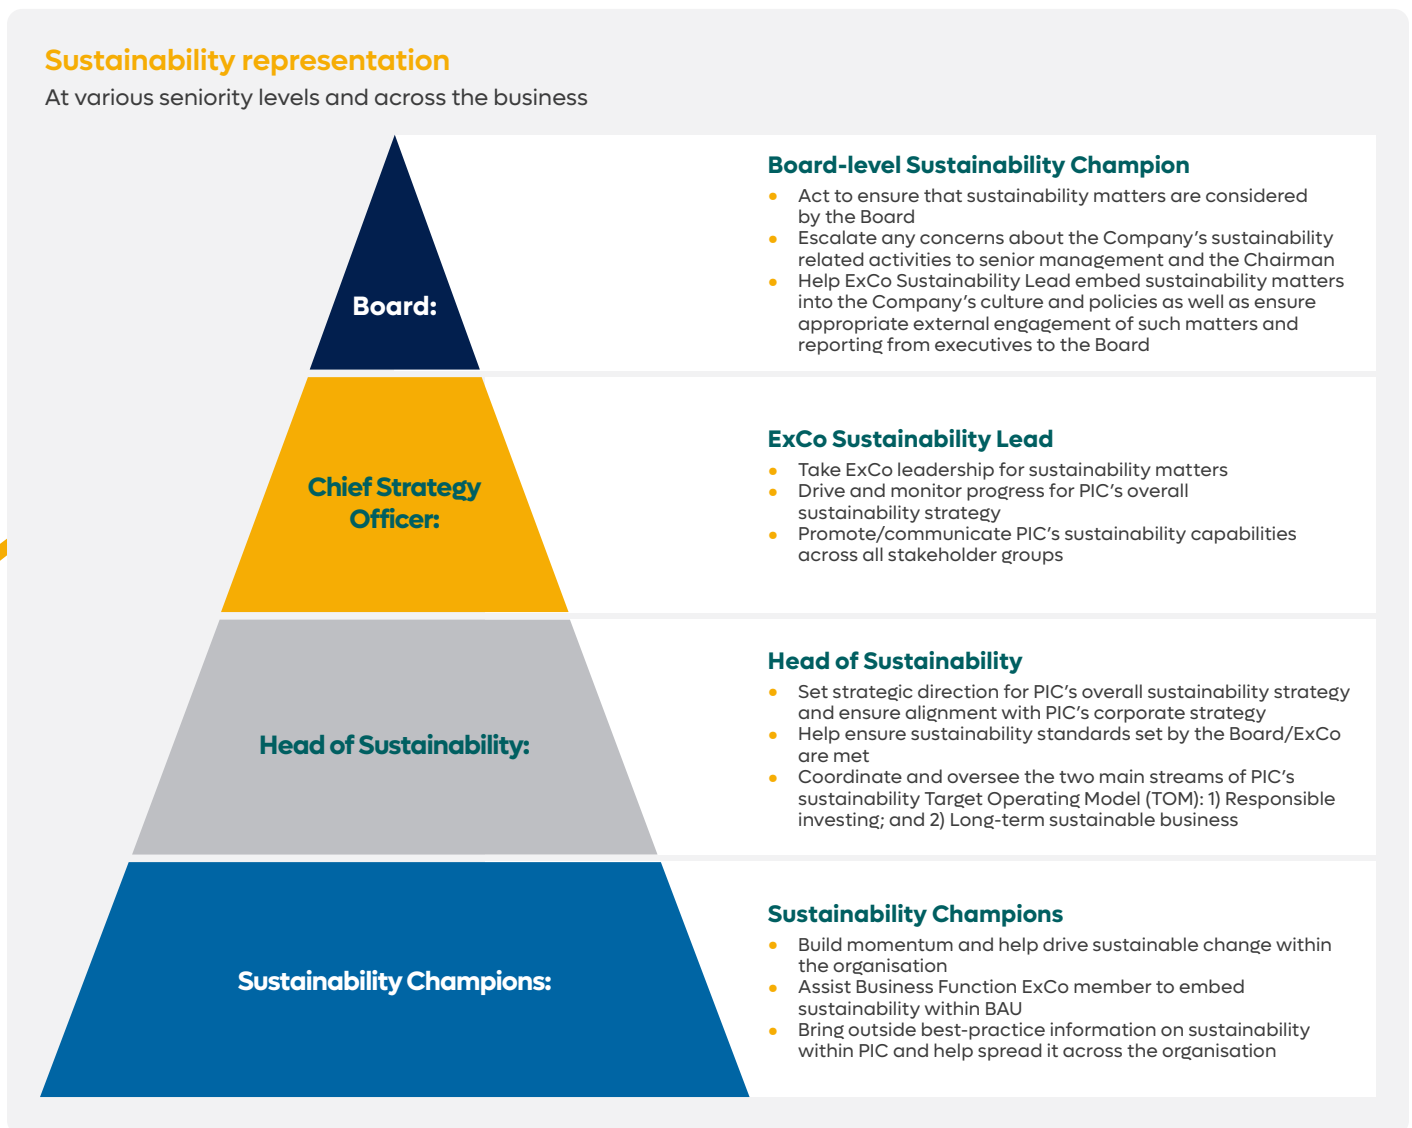 Sustainability representation
At various seniority levels and across the business
Board:
Board-level Sustainability Champion
• Act to ensure that sustainability matters are considered
by the Board
• Escalate any concerns about the Company's sustainability
related activities to senior management and the Chairman
• Help ExCo Sustainability Lead embed sustainability matters
into the Company's culture and policies as well as ensure
appropriate external engagement of such matters and
reporting from executives to the Board
Chief Strategy
Officer:
ExCo Sustainability Lead
• Take ExCo leadership for sustainability matters
• Drive and monitor progress for PIC's overall
sustainability strategy
• Promote/communicate PIC's sustainability capabilities
across all stakeholder groups
Head of Sustainability:
Head of Sustainability
• Set strategic direction for PIC's overall sustainability strategy
and ensure alignment with PIC's corporate strategy
• Help ensure sustainability standards set by the Board/ExCo
are met
• Coordinate and oversee the two main streams of PIC's
sustainability Target Operating Model (TOM): 1) Responsible
investing; and 2) Long-term sustainable business
Sustainability Champions:
Sustainability Champions
• Build momentum and help drive sustainable change within
the organisation
• Assist Business Function ExCo member to embed
sustainability within BAU
• Bring outside best-practice information on sustainability
within PIC and help spread it across the organisation